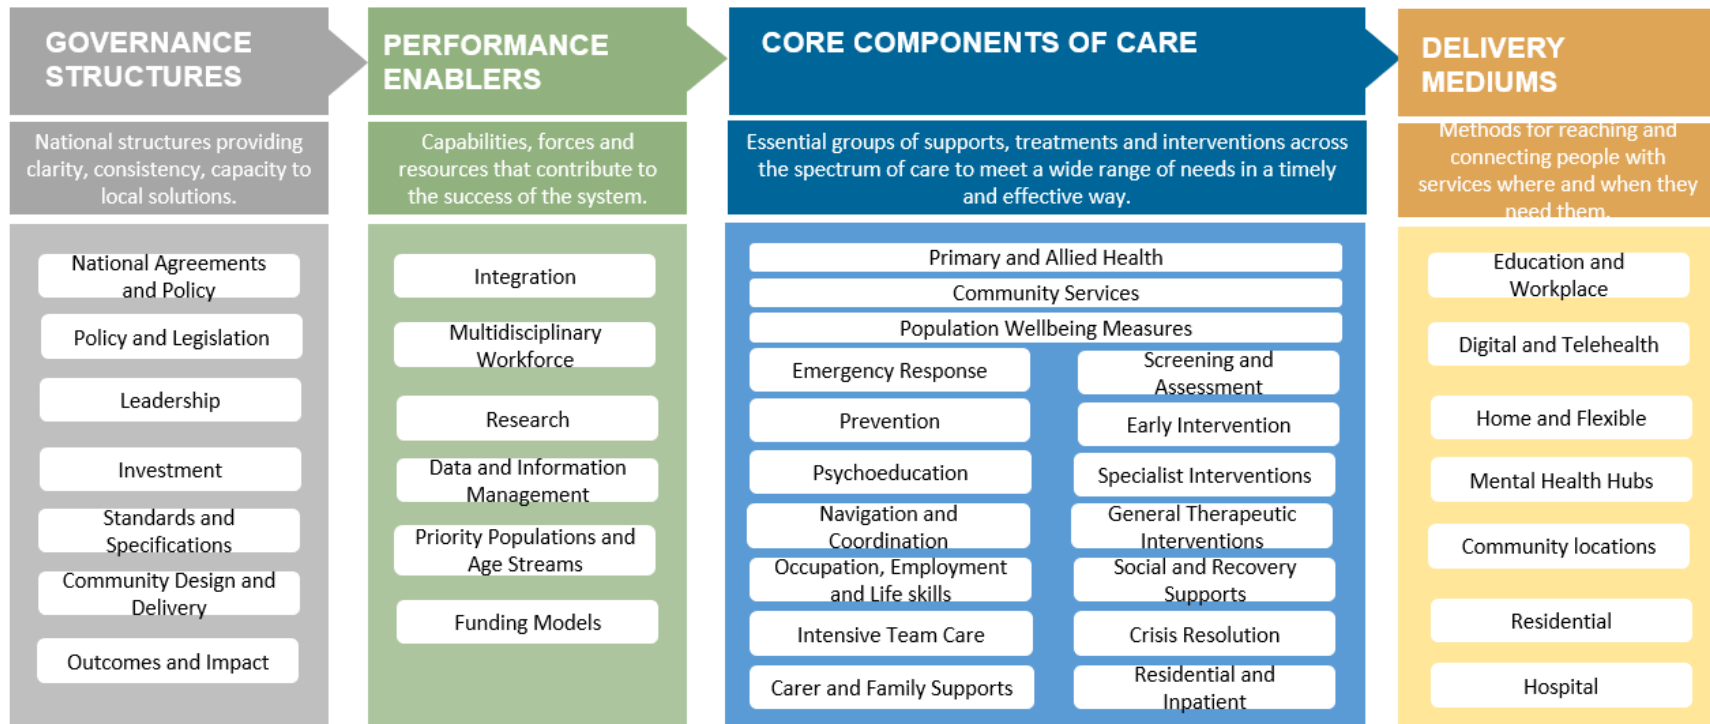 GOVERNANCE
STRUCTURES
National structures providing
clarity, consistency, capacity to
local solutions.
National Agreements
and Policy
Policy and Legislation
Leadership
Investment
Standards and
Specifications
Community Design and
Delivery
Outcomes and Impact
PERFORMANCE
ENABLERS
Capabilities, forces and
resources that contribute to
the success of the system.
Integration
Multidisciplinary
Workforce
Research
Data and Information
Management
Priority Populations and
Age Streams
Funding Models
CORE COMPONENTS OF CARE
Essential groups of supports, treatments and interventions across
the spectrum of care to meet a wide range of needs in a timely
and effective way.
Primary and Allied Health
Community Services
Population Wellbeing Measures
Emergency Response
Prevention
Psychoeducation
Navigation and
Coordination
Occupation, Employment
and Life skills
Intensive Team Care
Carer and Family Supports
Screening and
Assessment
Early Intervention
Specialist Interventions
General Therapeutic
Interventions
Social and Recovery
Supports
Crisis Resolution
Residential and
Inpatient
DELIVERY
MEDIUMS
Methods for reaching and
connecting people with
services where and when they
need them.
Education and
Workplace
Digital and Telehealth
Home and Flexible
Mental Health Hubs
Community locations
Residential
Hospital